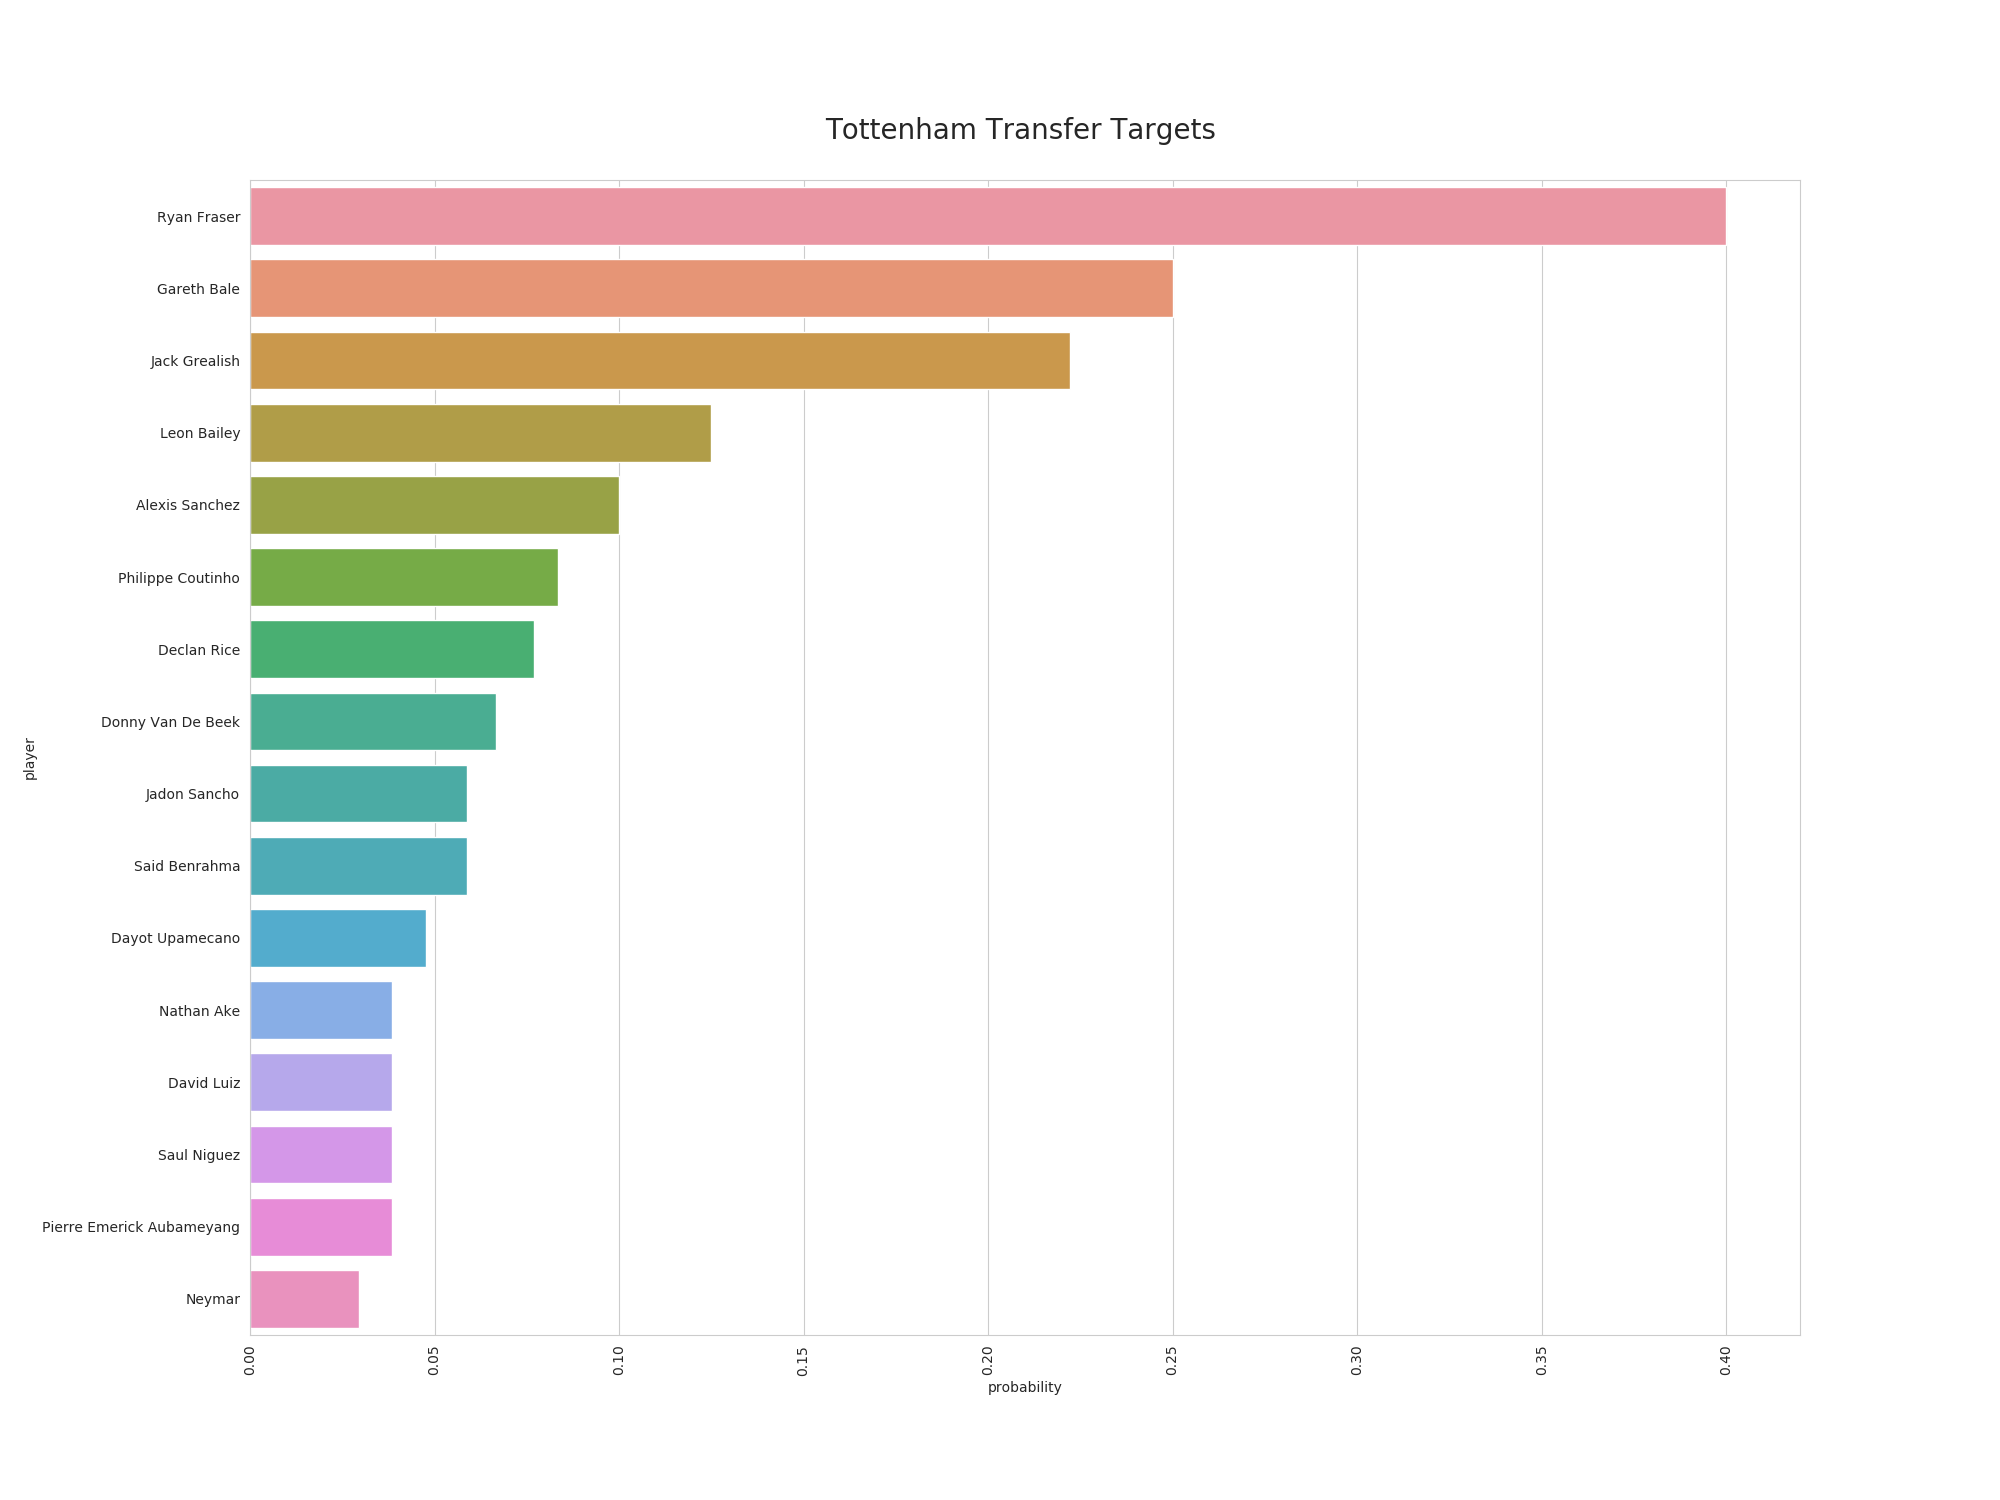 Tottenham Transfer Targets
Ryan Fraser
Gareth Bale
Jack Grealish
Leon Bailey
Alexis Sanchez
Philippe Coutinho
Declan Rice
Donny Van De Beek
player
Jadon Sancho
Said Benrahma
Dayot Upamecano
Nathan Ake
David Luiz
Saul Niguez
Pierre Emerick Aubameyang
Neymar
0.00 0.05 0.10 0.15 0.20 0.25 0.30 0.35 0.40
probability